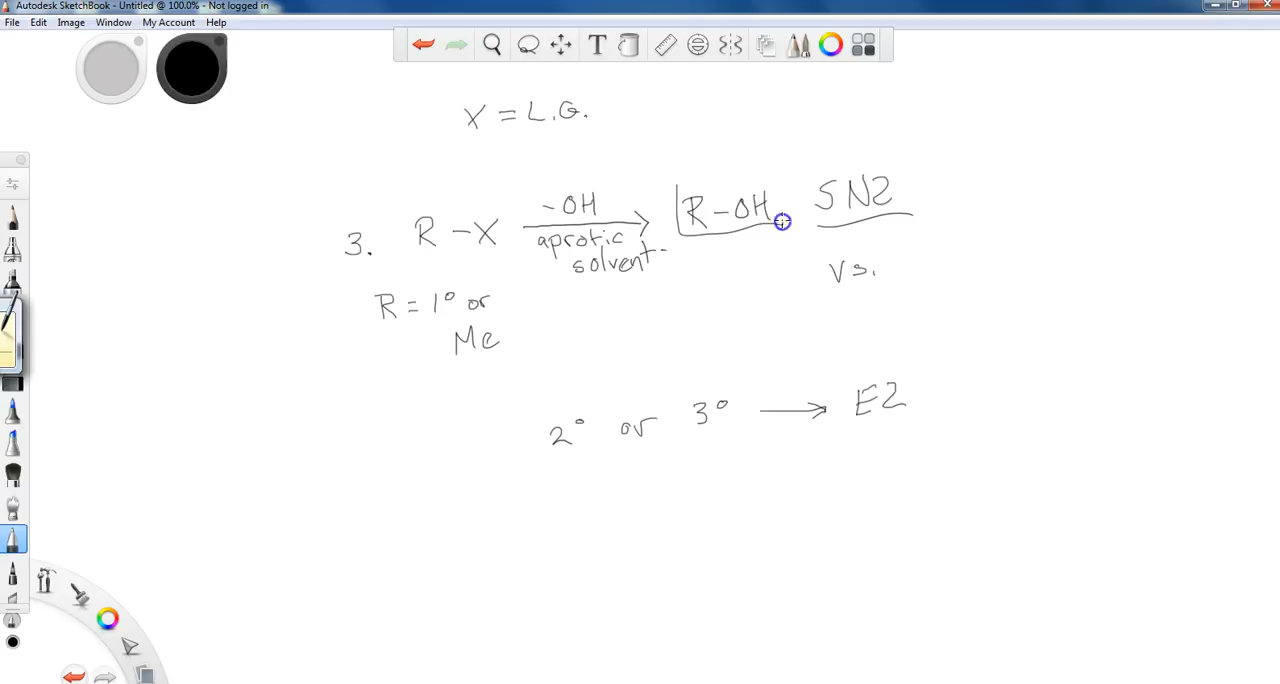 Autodesk SketchBook - Untitled @ 100.0% - Not logged in
File Edit Image Window My Account Help
X = L.G.
3. R - X -OH R-OH SN2
aprotic
solvent
vs.
R = 1° or
Me
2° or 3° → E2